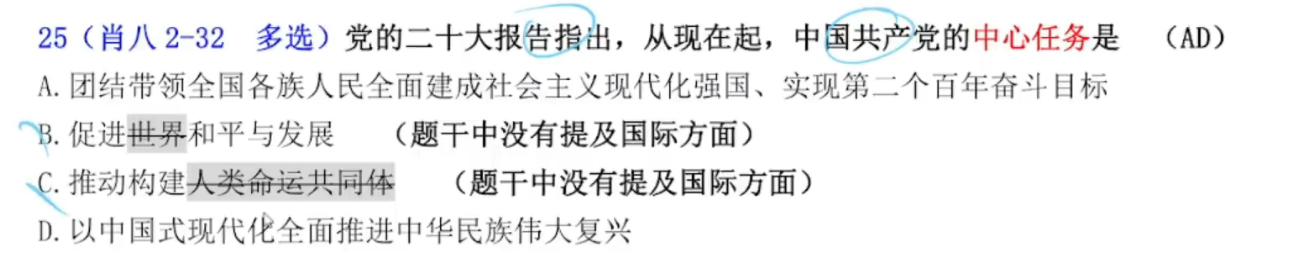 25（肖八 2-32 多选）党的二十大报告指出，从现在起，中国共产党的中心任务是 （AD）
A.团结带领全国各族人民全面建成社会主义现代化强国、实现第二个百年奋斗目标
B.促进世界和平与发展 （题干中没有提及国际方面）
C.推动构建人类命运共同体 （题干中没有提及国际方面）
D.以中国式现代化全面推进中华民族伟大复兴